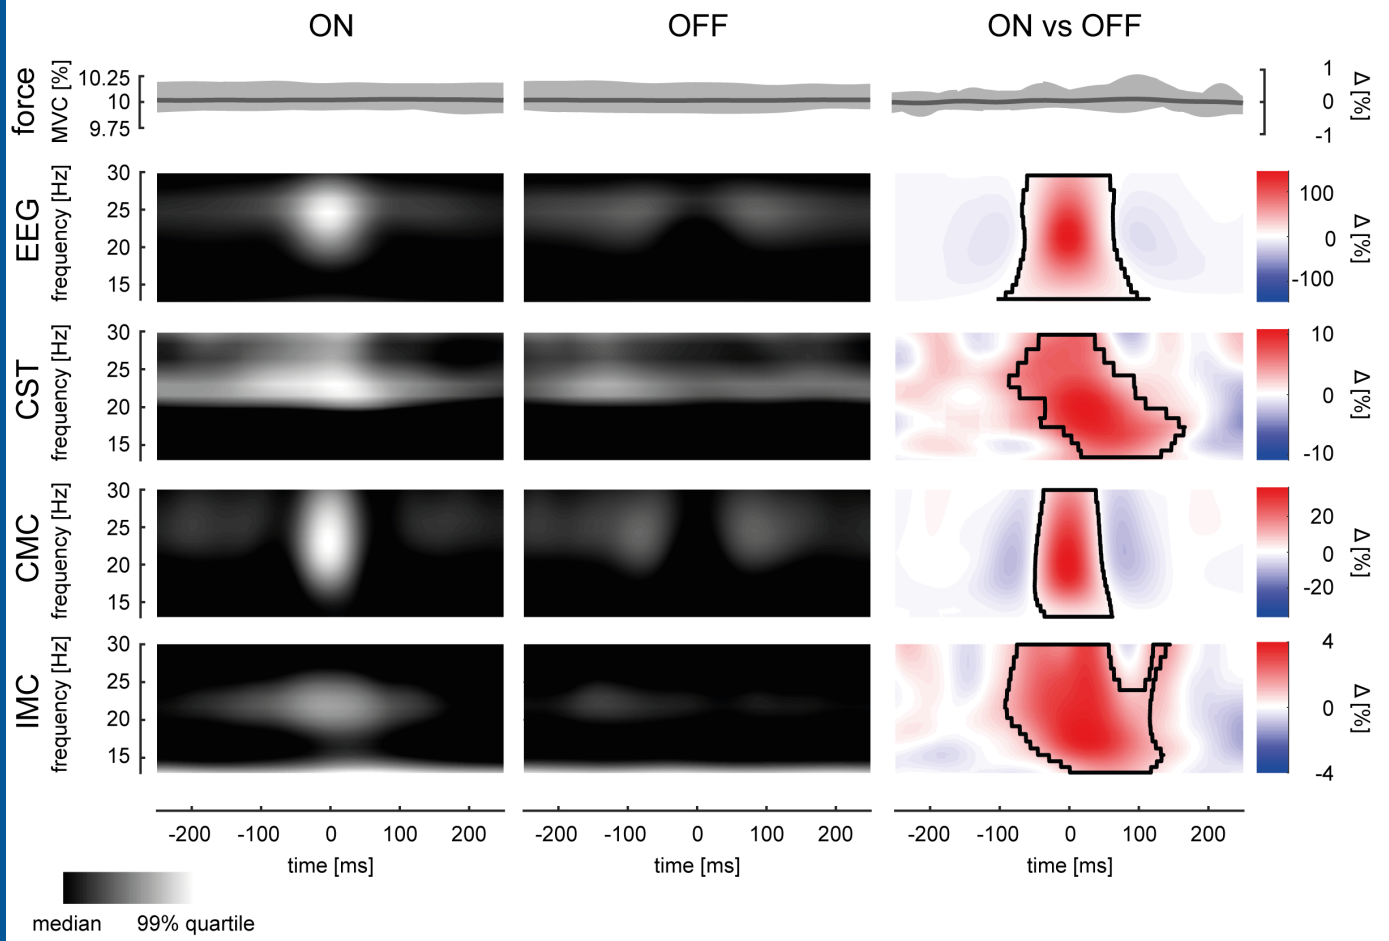 ON OFF ON vs OFF
force
MVC [%]
10.25
10
9.75
1
0
-1
Δ [%]
EEG
frequency [Hz]
30
25
20
15
100
0
-100
Δ [%]
CST
frequency [Hz]
30
25
20
15
10
0
-10
Δ [%]
CMC
frequency [Hz]
30
25
20
15
20
0
-20
Δ [%]
IMC
frequency [Hz]
30
25
20
15
4
0
-4
Δ [%]
-200 -100 0 100 200 -200 -100 0 100 200 -200 -100 0 100 200
time [ms] time [ms] time [ms]
median 99% quartile